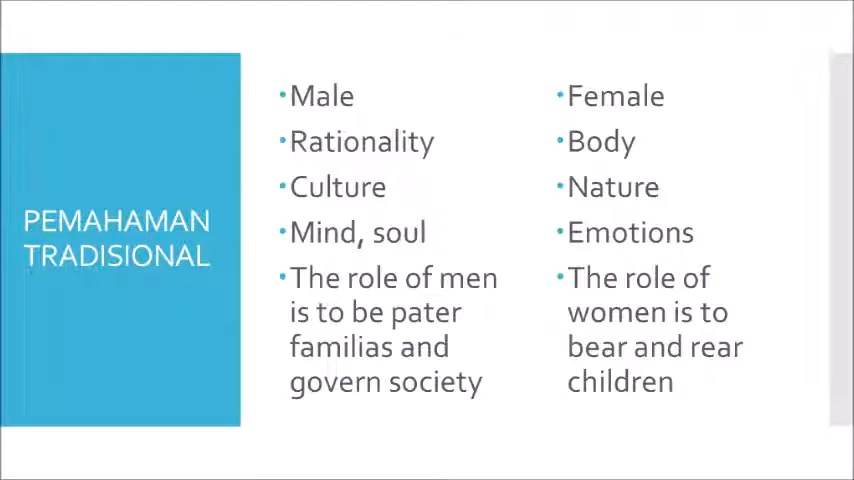 PEMAHAMAN
TRADISIONAL
•Male
•Rationality
•Culture
•Mind, soul
•The role of men
is to be pater
familias and
govern society
•Female
•Body
•Nature
•Emotions
•The role of
women is to
bear and rear
children